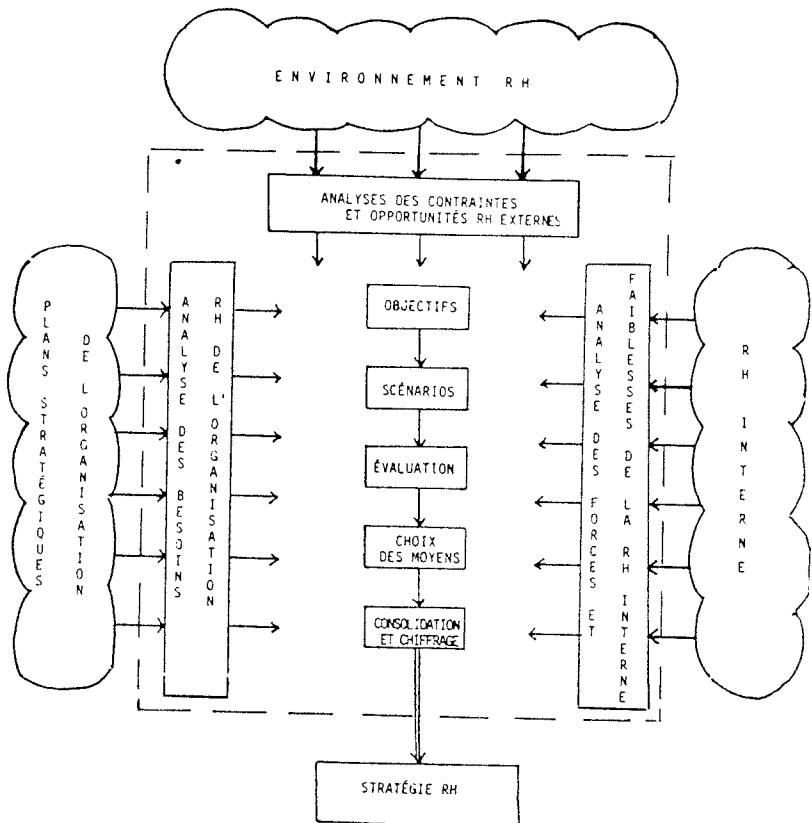 ENVIRONNEMENT RH
ANALYSES DES CONTRAINTES
ET OPPORTUNITÉS RH EXTERNES
PLANS STRATÉGIQUES
DE L'ORGANISATION
ANALYSE DES BESOINS
RH DE L'ORGANISATION
OBJECTIFS
SCÉNARIOS
ÉVALUATION
CHOIX
DES MOYENS
CONSOLIDATION
ET CHIFFRAGE
ANALYSE DES FORCES ET
FAIBLESSES DE LA RH INTERNE
RH INTERNE
STRATÉGIE RH